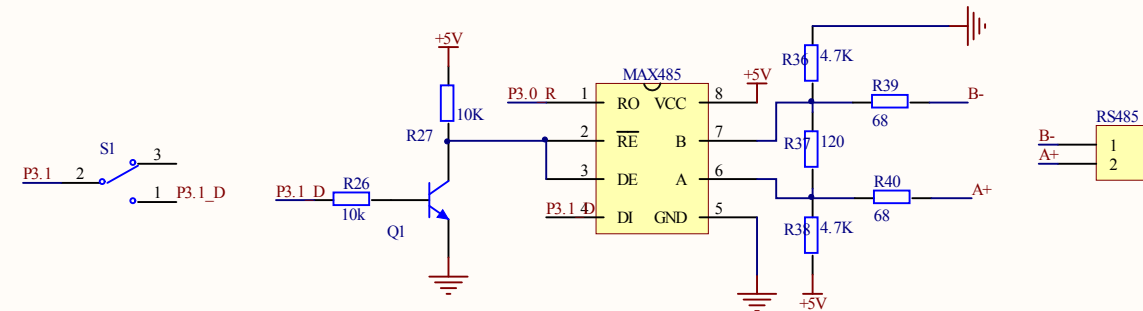 S1
P3.1
2
3
1
P3.1_D
+5V
10K
R27
P3.1_D
R26
10k
Q1
MAX485
P3.0_R
1
RO
VCC
8
+5V
2
RE
B
7
3
DE
A
6
P3.1_D
4
DI
GND
5
R36
4.7K
R39
68
B-
R37
120
R40
68
A+
R38
4.7K
+5V
RS485
B-
1
A+
2